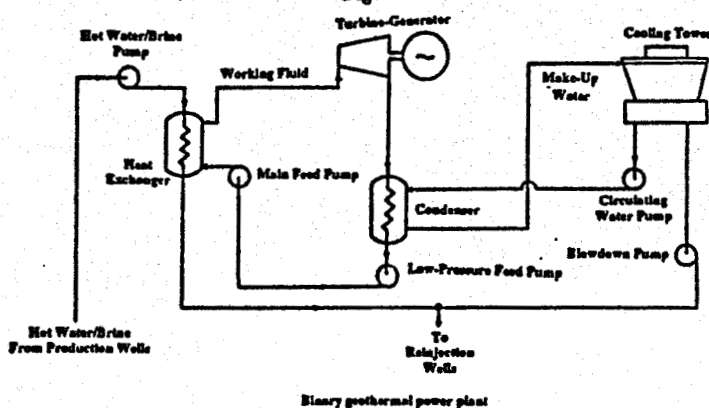 Turbine-Generator
Hot Water/Brine
Pump
Cooling Tower
Working Fluid
Make-Up
Water
Heat
Exchanger
Main Feed Pump
Condenser
Circulating
Water Pump
Blowdown Pump
Low-Pressure Feed Pump
Hot Water/Brine
From Production Wells
To
Reinjection
Wells
Binary geothermal power plant